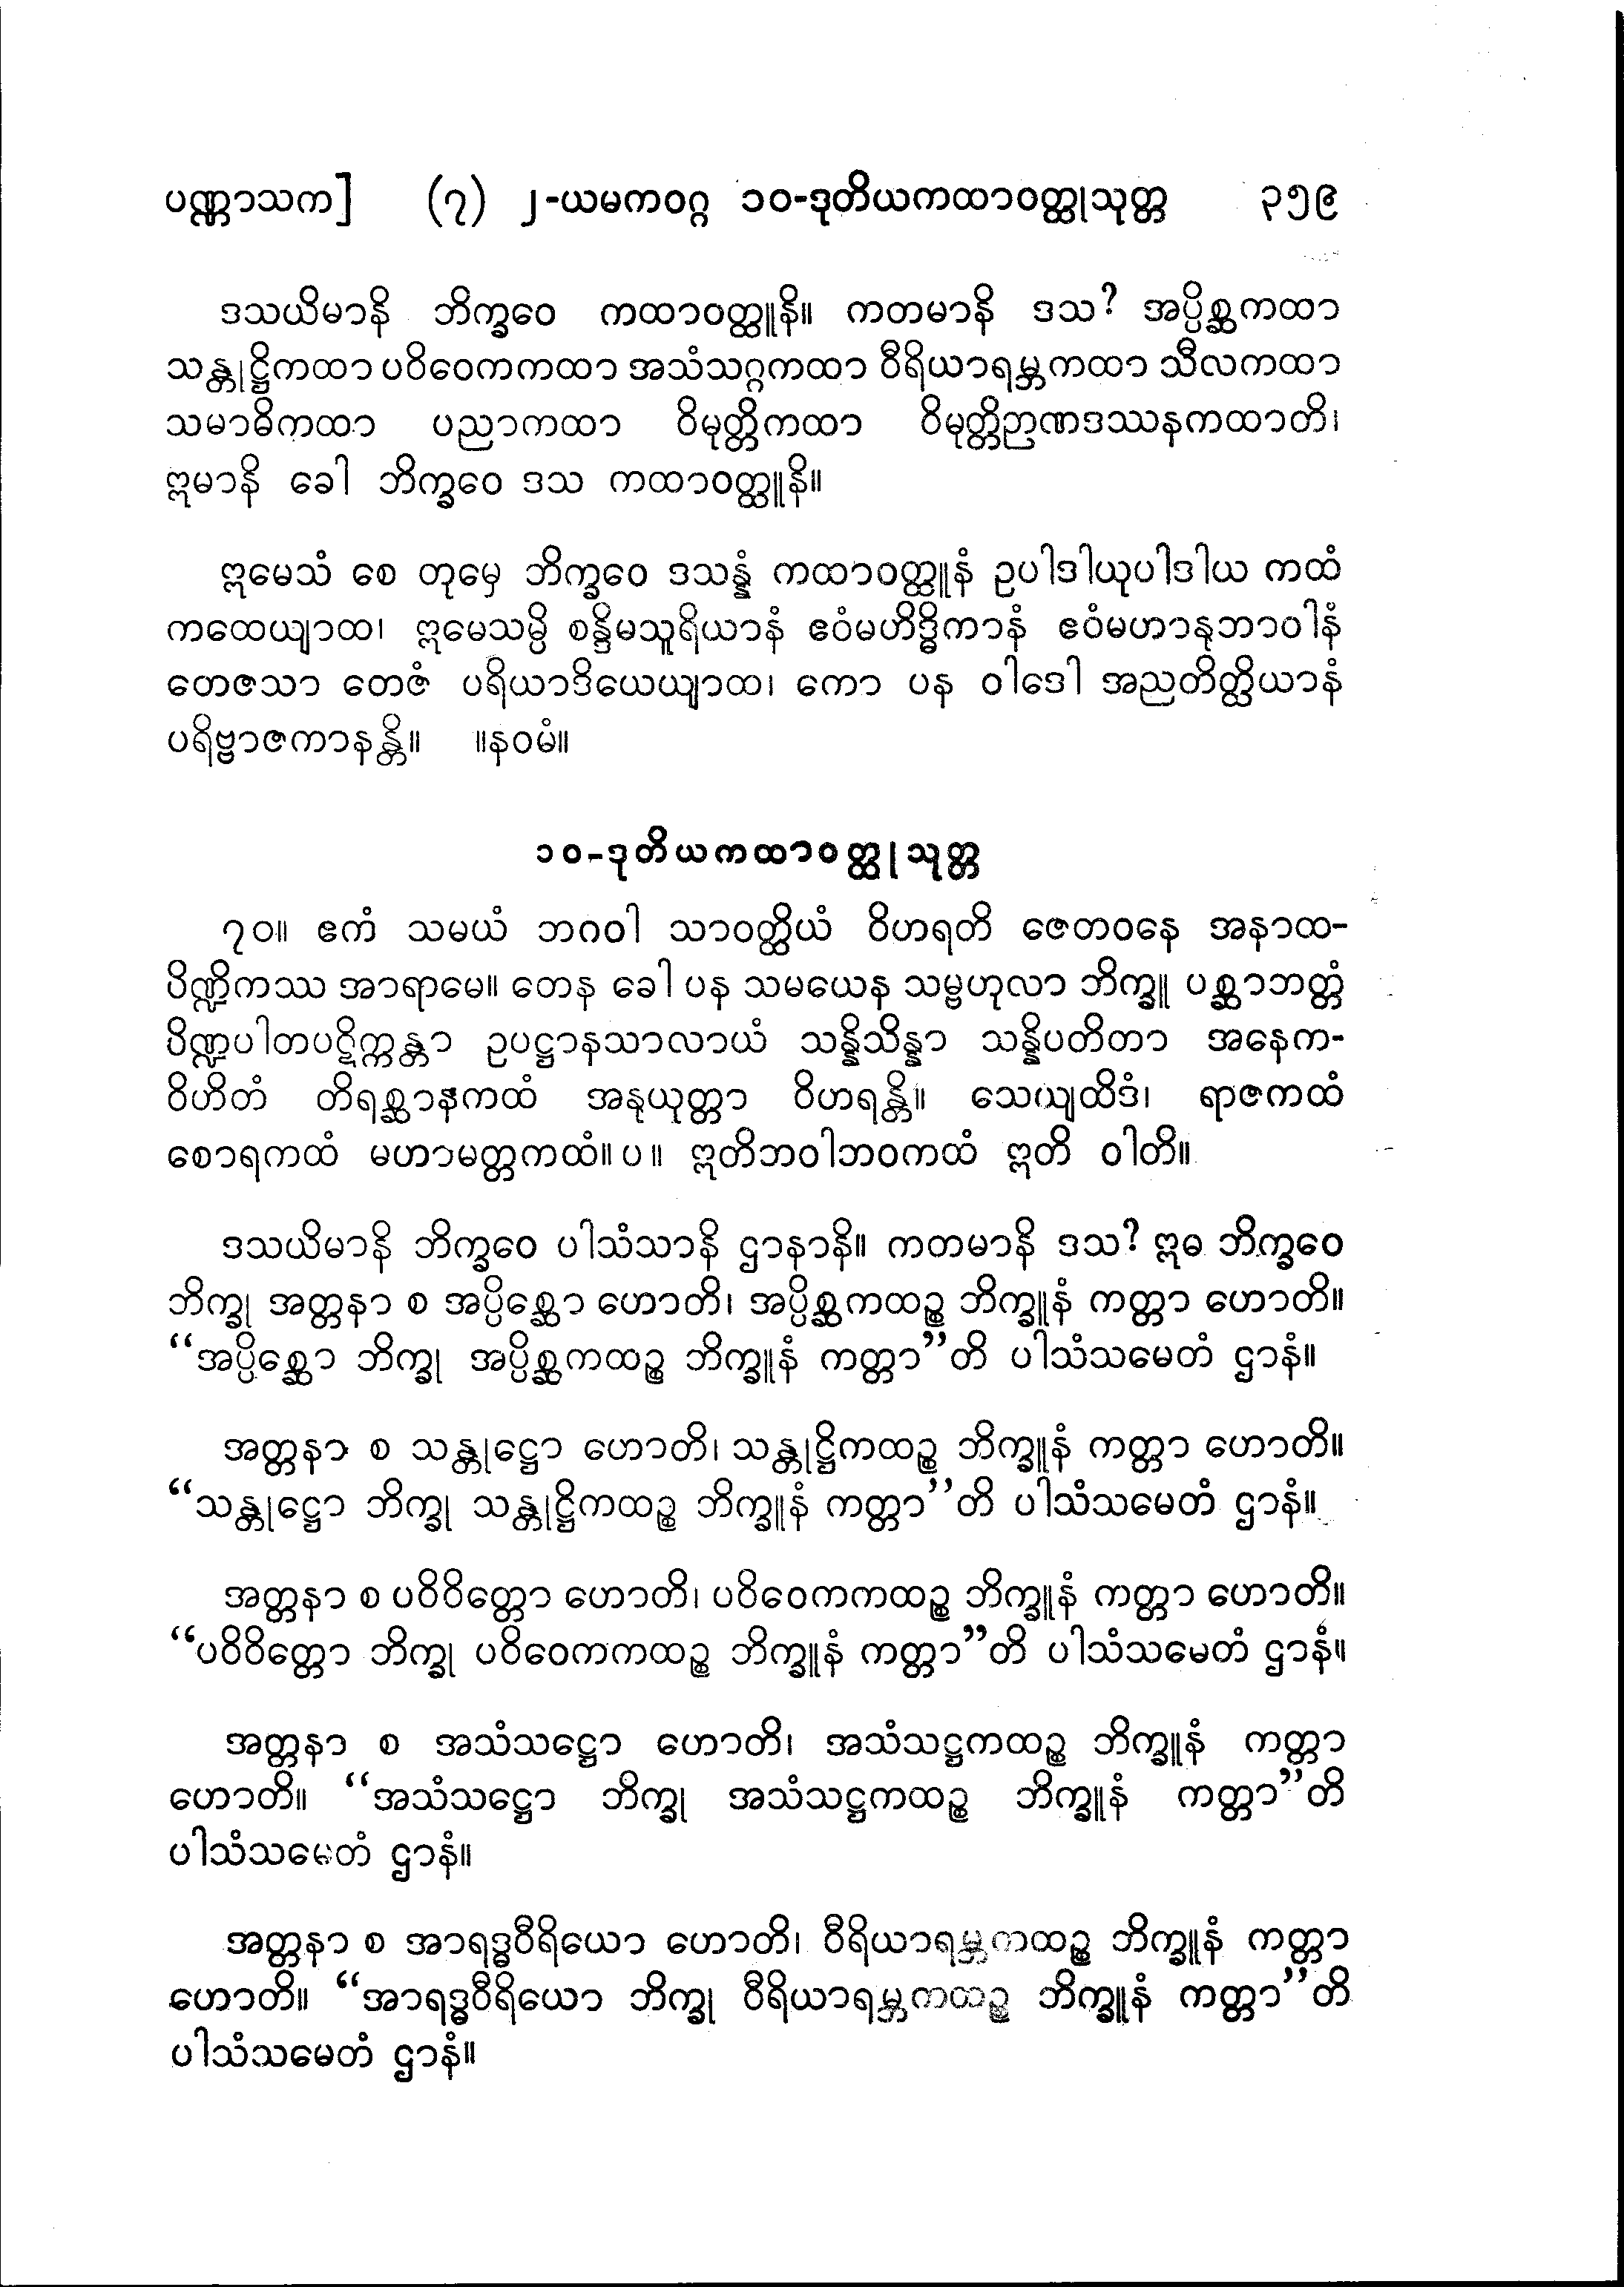 ပဏ္ဏာသက] (၇) ၂-ယမကဝဂ္ဂ ၁၀-ဒုတိယကထာဝတ္ထုသုတ္တ ၃၅၉
ဒသယိမာနိ ဘိက္ခဝေ ကထာဝတ္ထူနိ။ ကတမာနိ ဒသ? အပ္ပိစ္ဆကထာ
သန္တုဋ္ဌိကထာ ပဝိဝေကကထာ အသံသဂ္ဂကထာ ဝီရိယာရမ္ဘကထာ သီလကထာ
သမာဓိကထာ ပညာကထာ ဝိမုတ္တိကထာ ဝိမုတ္တိဉာဏဒဿနကထာတိ၊
ဣမာနိ ခေါ ဘိက္ခဝေ ဒသ ကထာဝတ္ထူနိ။
ဣမေသံ စေ တုမှေ ဘိက္ခဝေ ဒသန္နံ ကထာဝတ္ထူနံ ဥပါဒါယုပါဒါယ ကထံ
ကထေယျာထ၊ ဣမေသမ္ပိ စန္ဒိမသူရိယာနံ ဧဝံမဟိဒ္ဓိကာနံ ဧဝံမဟာနုဘာဝါနံ
တေဇသာ တေဇံ ပရိယာဒိယေယျာထ၊ ကော ပန ဝါဒေါ အညတိတ္ထိယာနံ
ပရိဗ္ဗာဇကာနန္တိ။ ။နဝမံ။
၁၀-ဒုတိယကထာဝတ္ထုသုတ္တ
၇၀။ ဧကံ သမယံ ဘဂဝါ သာဝတ္ထိယံ ဝိဟရတိ ဇေတဝနေ အနာထ-
ပိဏ္ဍိကဿ အာရာမေ။ တေန ခေါ ပန သမယေန သမ္ဗဟုလာ ဘိက္ခူ ပစ္ဆာဘတ္တံ
ပိဏ္ဍပါတပဋိက္ကန္တာ ဥပဋ္ဌာနသာလာယံ သန္နိသိန္နာ သန္နိပတိတာ အနေက-
ဝိဟိတံ တိရစ္ဆာနကထံ အနုယုတ္တာ ဝိဟရန္တိ။ သေယျထိဒံ၊ ရာဇကထံ
စောရကထံ မဟာမတ္တကထံ။ပ။ ဣတိဘဝါဘဝကထံ ဣတိ ဝါတိ။
ဒသယိမာနိ ဘိက္ခဝေ ပါသံသာနိ ဌာနာနိ။ ကတမာနိ ဒသ? ဣဓ ဘိက္ခဝေ
ဘိက္ခု အတ္တနာ စ အပ္ပိစ္ဆော ဟောတိ၊ အပ္ပိစ္ဆကထဉ္စ ဘိက္ခူနံ ကတ္တာ ဟောတိ။
“အပ္ပိစ္ဆော ဘိက္ခု အပ္ပိစ္ဆကထဉ္စ ဘိက္ခူနံ ကတ္တာ”တိ ပါသံသမေတံ ဌာနံ။
အတ္တနာ စ သန္တုဋ္ဌော ဟောတိ၊ သန္တုဋ္ဌိကထဉ္စ ဘိက္ခူနံ ကတ္တာ ဟောတိ။
“သန္တုဋ္ဌော ဘိက္ခု သန္တုဋ္ဌိကထဉ္စ ဘိက္ခူနံ ကတ္တာ”တိ ပါသံသမေတံ ဌာနံ။
အတ္တနာ စ ပဝိဝိတ္တော ဟောတိ၊ ပဝိဝေကကထဉ္စ ဘိက္ခူနံ ကတ္တာ ဟောတိ။
“ပဝိဝိတ္တော ဘိက္ခု ပဝိဝေကကထဉ္စ ဘိက္ခူနံ ကတ္တာ”တိ ပါသံသမေတံ ဌာနံ။
အတ္တနာ စ အသံသဋ္ဌော ဟောတိ၊ အသံသဋ္ဌကထဉ္စ ဘိက္ခူနံ ကတ္တာ
ဟောတိ။ “အသံသဋ္ဌော ဘိက္ခု အသံသဋ္ဌကထဉ္စ ဘိက္ခူနံ ကတ္တာ”တိ
ပါသံသမေတံ ဌာနံ။
အတ္တနာ စ အာရဒ္ဓဝီရိယော ဟောတိ၊ ဝီရိယာရမ္ဘကထဉ္စ ဘိက္ခူနံ ကတ္တာ
ဟောတိ။ “အာရဒ္ဓဝီရိယော ဘိက္ခု ဝီရိယာရမ္ဘကထဉ္စ ဘိက္ခူနံ ကတ္တာ”တိ
ပါသံသမေတံ ဌာနံ။